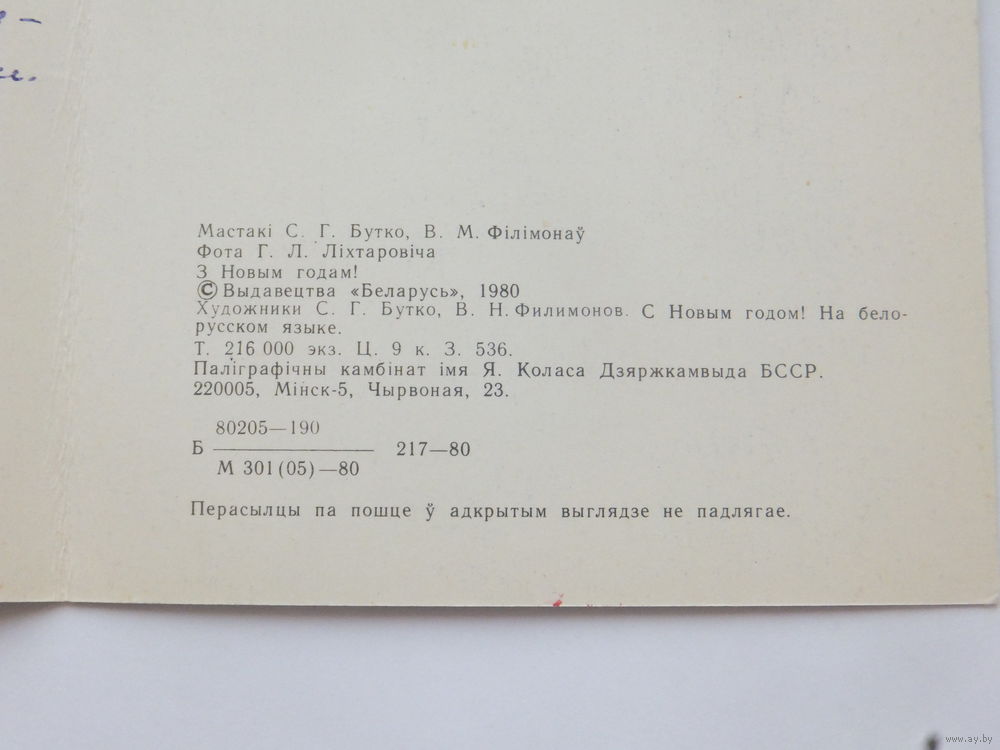 Мастакі С. Г. Бутко, В. М. Філімонаў
Фота Г. Л. Ліхтаровіча
З Новым годам!
© Выдавецтва «Беларусь», 1980
Художники С. Г. Бутко, В. Н. Филимонов. С Новым годом! На бело-
русском языке.
Т. 216 000 экз. Ц. 9 к. З. 536.
Паліграфічны камбінат імя Я. Коласа Дзяржкамвыда БССР.
220005, Мінск-5, Чырвоная, 23.
80205—190
Б 217—80
М 301(05)—80
Перасылцы па пошце ў адкрытым выглядзе не падлягае.
www.ay.by